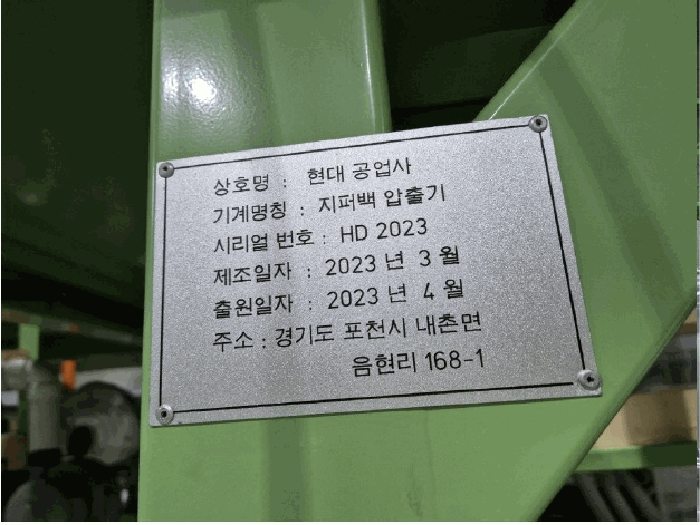 상호명 : 현대 공업사
기계명칭 : 지퍼백 압출기
시리얼 번호 : HD 2023
제조일자 : 2023 년 3 월
출원일자 : 2023 년 4 월
주소 : 경기도 포천시 내촌면
음현리 168-1